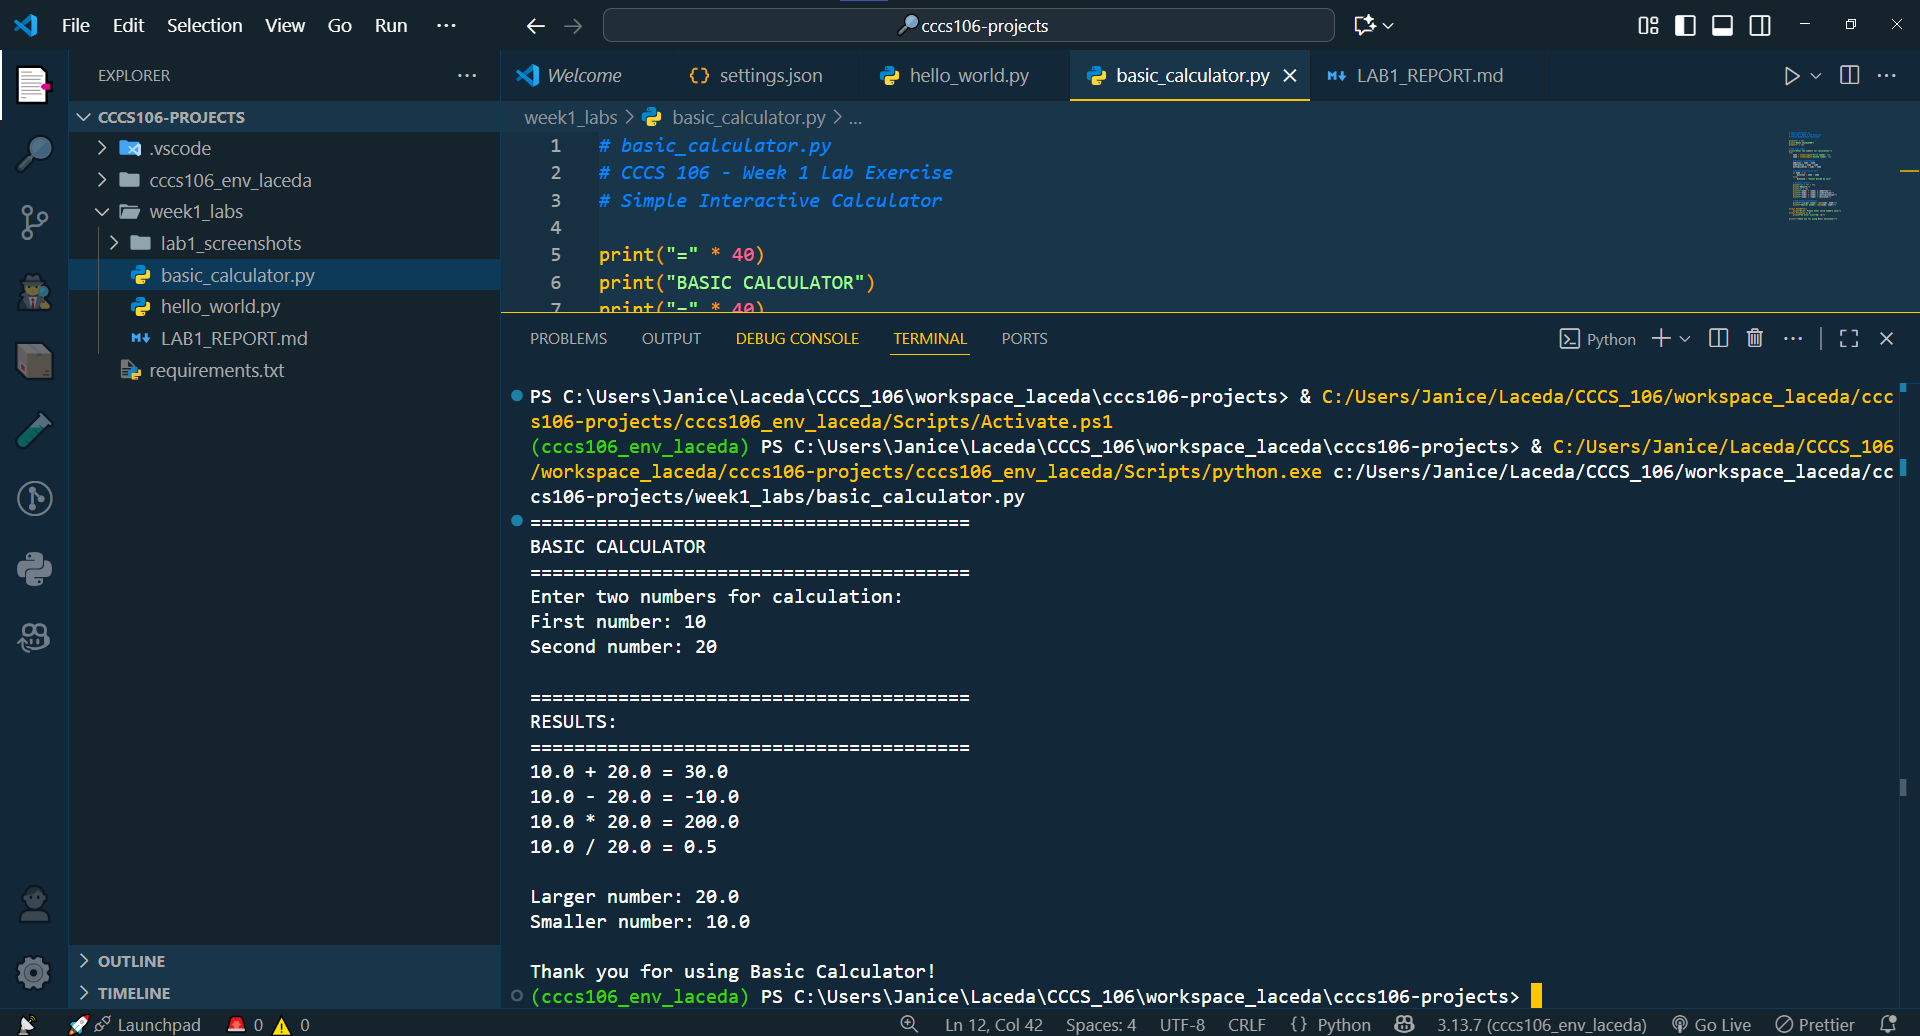 File Edit Selection View Go Run ···
cccs106-projects
EXPLORER
CCCS106-PROJECTS
.vscode
cccs106_env_laceda
week1_labs
lab1_screenshots
basic_calculator.py
hello_world.py
LAB1_REPORT.md
requirements.txt
OUTLINE
TIMELINE
Welcome
settings.json
hello_world.py
basic_calculator.py
LAB1_REPORT.md
week1_labs > basic_calculator.py > ...
1 # basic_calculator.py
2 # CCCS 106 - Week 1 Lab Exercise
3 # Simple Interactive Calculator
4
5 print("=" * 40)
6 print("BASIC CALCULATOR")
7 print("=" * 40)
PROBLEMS OUTPUT DEBUG CONSOLE TERMINAL PORTS
Python
PS C:\Users\Janice\Laceda\CCCS_106\workspace_laceda\cccs106-projects> & C:/Users/Janice/Laceda/CCCS_106/workspace_laceda/ccc
s106-projects/cccs106_env_laceda/Scripts/Activate.ps1
(cccs106_env_laceda) PS C:\Users\Janice\Laceda\CCCS_106\workspace_laceda\cccs106-projects> & C:/Users/Janice/Laceda/CCCS_106
/workspace_laceda/cccs106-projects/cccs106_env_laceda/Scripts/python.exe c:/Users/Janice/Laceda/CCCS_106/workspace_laceda/cc
cs106-projects/week1_labs/basic_calculator.py
========================================
BASIC CALCULATOR
========================================
Enter two numbers for calculation:
First number: 10
Second number: 20
========================================
RESULTS:
========================================
10.0 + 20.0 = 30.0
10.0 - 20.0 = -10.0
10.0 * 20.0 = 200.0
10.0 / 20.0 = 0.5
Larger number: 20.0
Smaller number: 10.0
Thank you for using Basic Calculator!
(cccs106_env_laceda) PS C:\Users\Janice\Laceda\CCCS_106\workspace_laceda\cccs106-projects>
Launchpad 0 0 Ln 12, Col 42 Spaces: 4 UTF-8 CRLF {} Python 3.13.7 (cccs106_env_laceda) Go Live Prettier